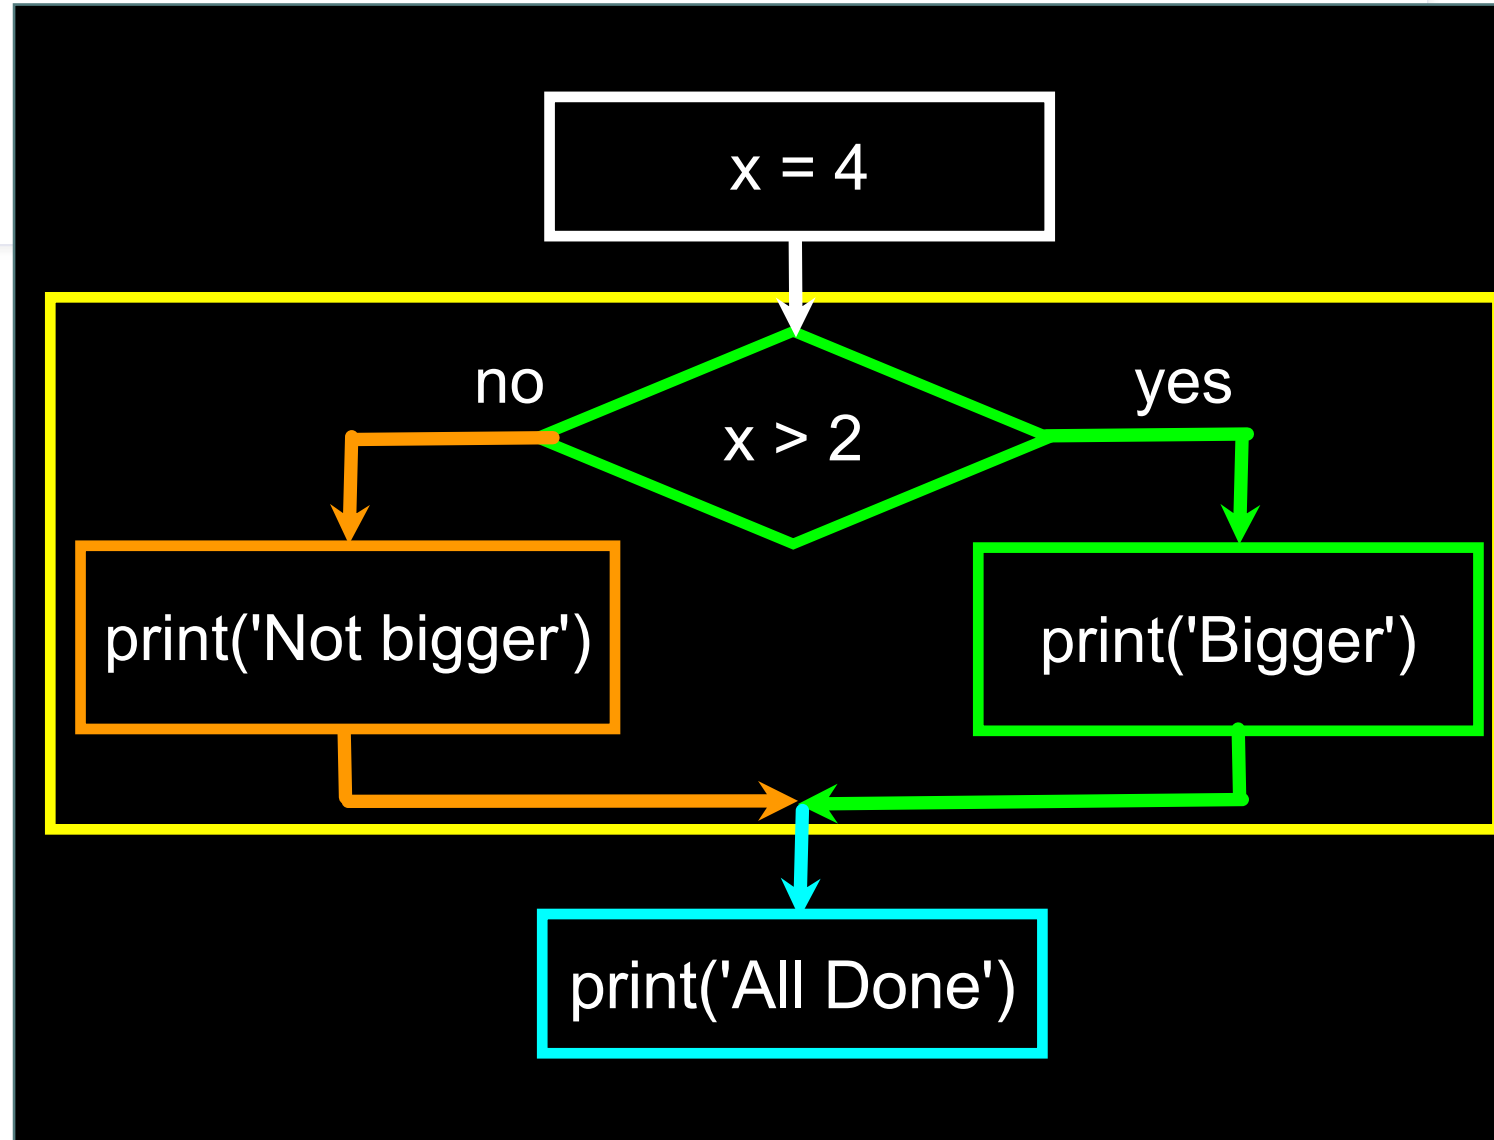 x = 4
no
yes
x > 2
print('Not bigger')
print('Bigger')
print('All Done')